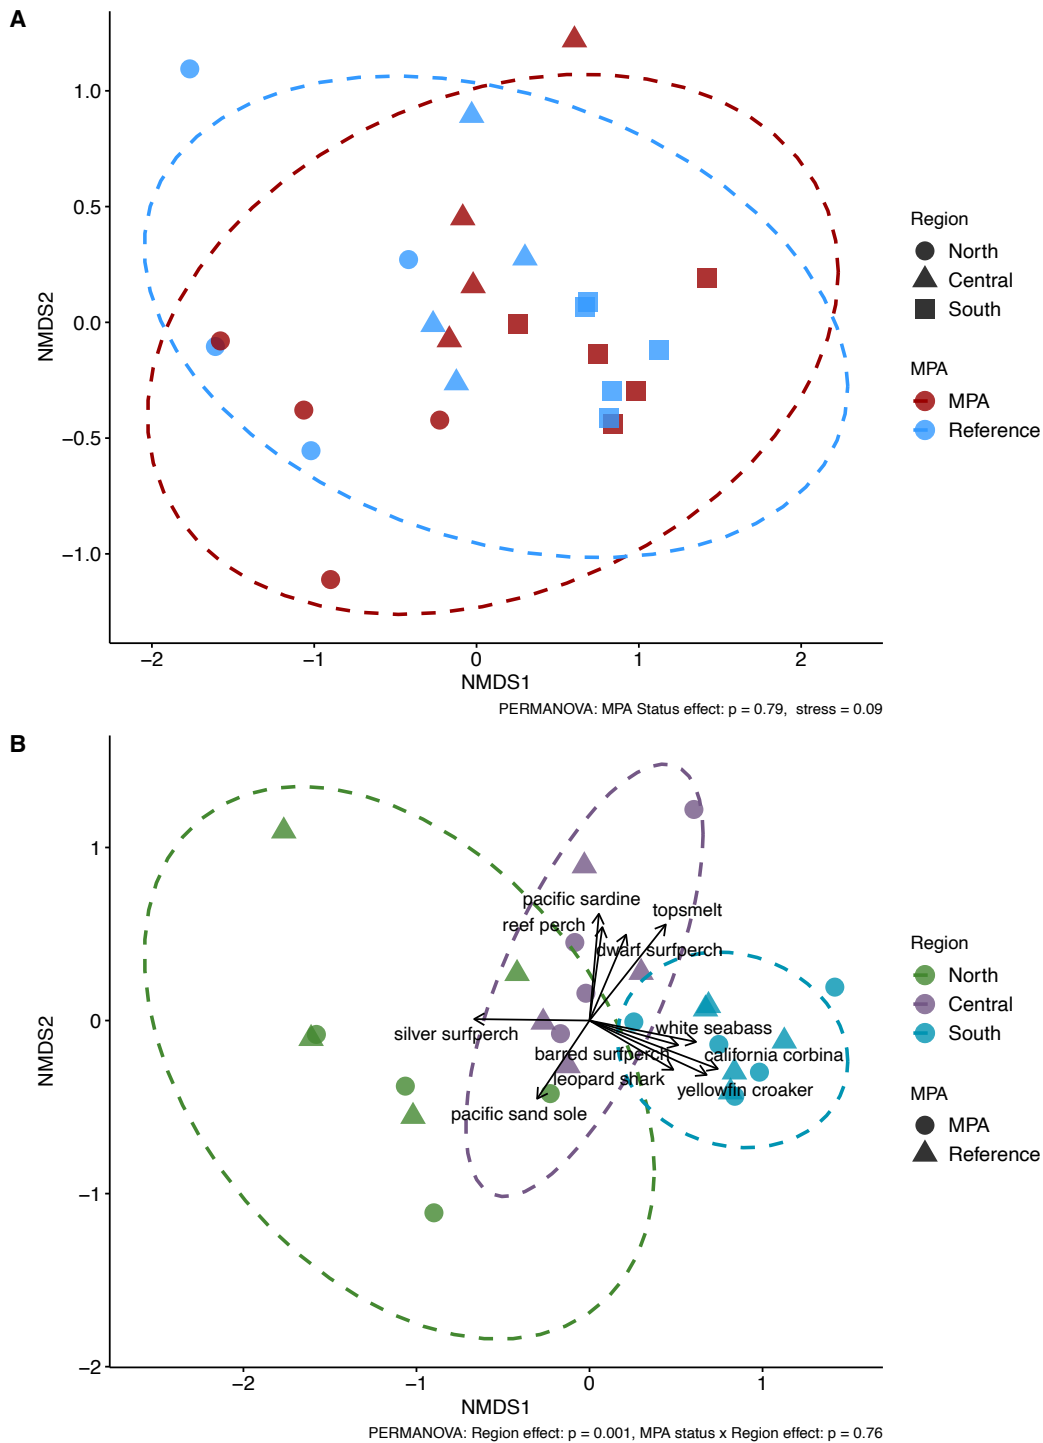 A
1.0
0.5
0.0
−0.5
−1.0
NMDS2
−2
−1
0
1
2
NMDS1
PERMANOVA: MPA Status effect: p = 0.79, stress = 0.09
Region
North
Central
South
MPA
MPA
Reference
B
1
0
−1
−2
NMDS2
pacific sardine
topsmelt
reef perch
dwarf surfperch
silver surfperch
white seabass
barred surfperch
california corbina
leopard shark
yellowfin croaker
pacific sand sole
−2
−1
0
1
NMDS1
PERMANOVA: Region effect: p = 0.001, MPA status x Region effect: p = 0.76
Region
North
Central
South
MPA
MPA
Reference